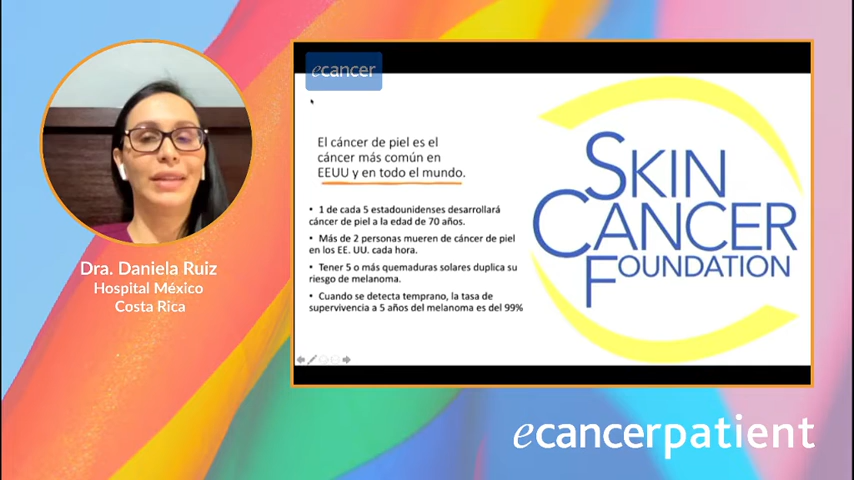 ecancer
El cáncer de piel es el
cáncer más común en
EEUU y en todo el mundo.
• 1 de cada 5 estadounidenses desarrollará
cáncer de piel a la edad de 70 años.
• Más de 2 personas mueren de cáncer de piel
en los EE. UU. cada hora.
• Tener 5 o más quemaduras solares duplica su
riesgo de melanoma.
• Cuando se detecta temprano, la tasa de
supervivencia a 5 años del melanoma es del 99%
SKIN
CANCER
FOUNDATION
Dra. Daniela Ruiz
Hospital México
Costa Rica
ecancerpatient